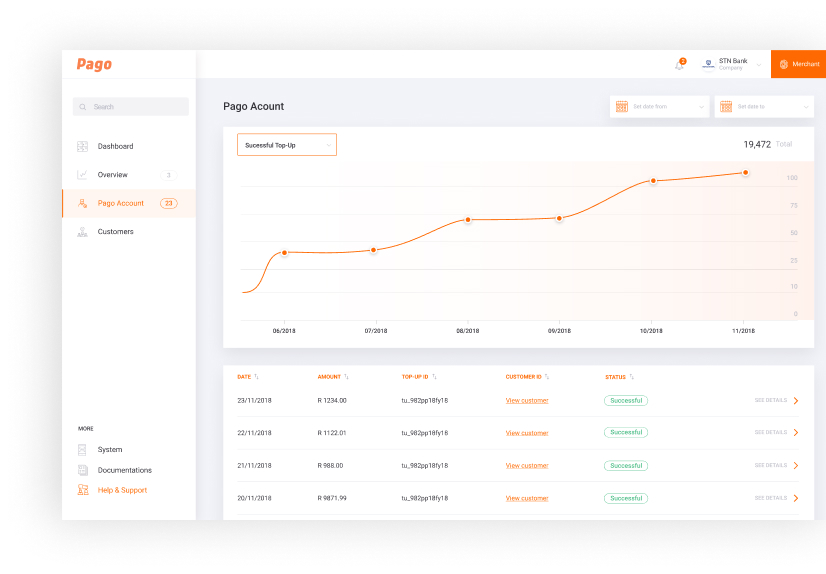 Pago
2
STN Bank
Company
Merchant
Search
Pago Acount
Set date from
Set date to
Dashboard
Overview
3
Pago Account
23
Customers
Sucessful Top-Up
19,472 Total
100
75
50
25
10
0
06/2018
07/2018
08/2018
09/2018
10/2018
11/2018
DATE
AMOUNT
TOP-UP ID
CUSTOMER ID
STATUS
23/11/2018 R 1234.00 tu_982pp18fy18 View customer Successful SEE DETAILS
22/11/2018 R 1122.01 tu_982pp18fy18 View customer Successful SEE DETAILS
21/11/2018 R 988.00 tu_982pp18fy18 View customer Successful SEE DETAILS
20/11/2018 R 9871.99 tu_982pp18fy18 View customer Successful SEE DETAILS
MORE
System
Documentations
Help & Support